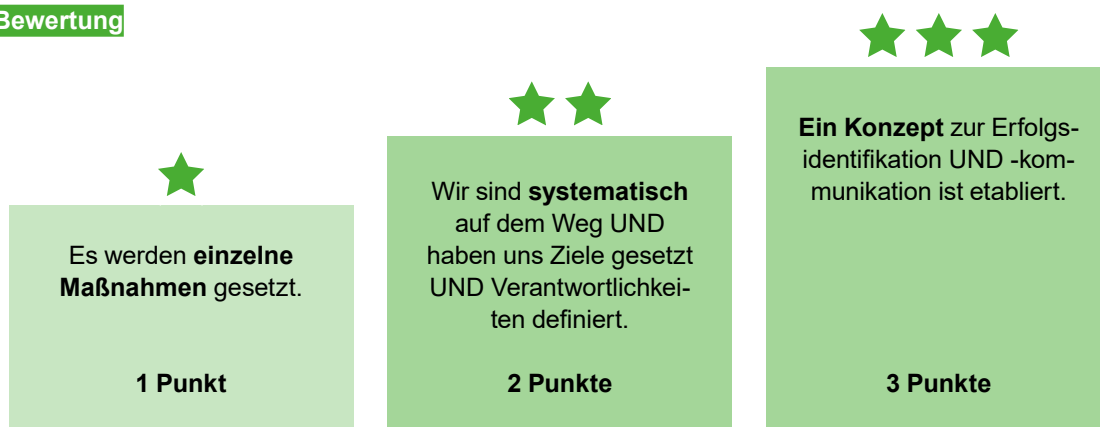 Bewertung
Es werden einzelne
Maßnahmen gesetzt.
1 Punkt
Wir sind systematisch
auf dem Weg UND
haben uns Ziele gesetzt
UND Verantwortlichkei-
ten definiert.
2 Punkte
Ein Konzept zur Erfolgs-
identifikation UND -kom-
munikation ist etabliert.
3 Punkte